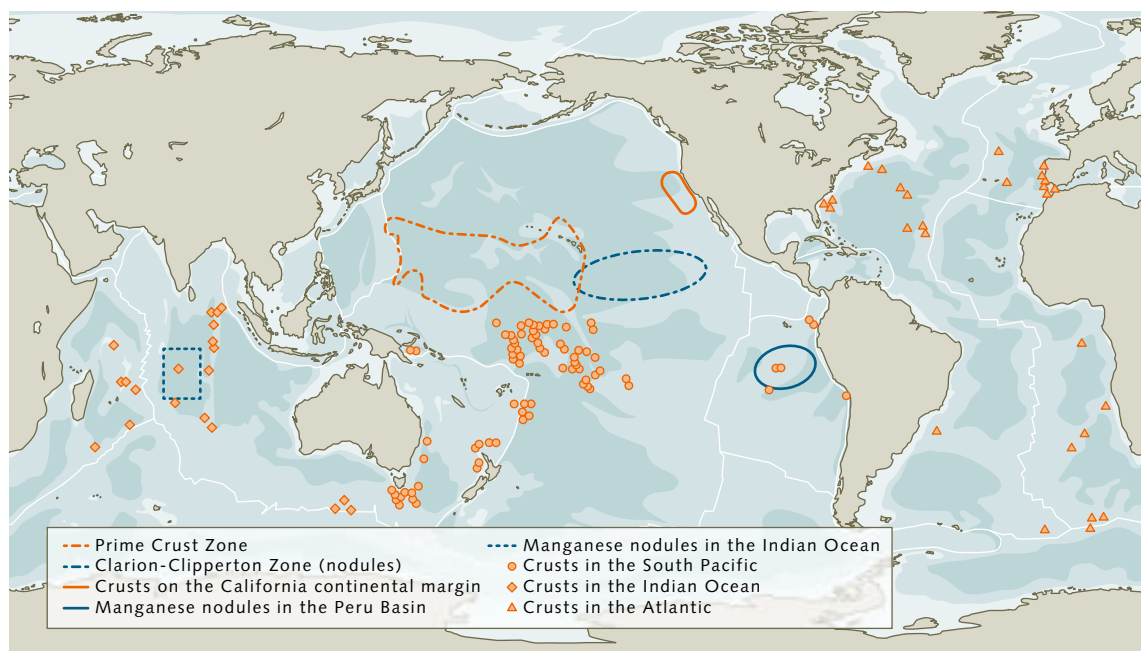 Prime Crust Zone
Clarion-Clipperton Zone (nodules)
Crusts on the California continental margin
Manganese nodules in the Peru Basin
Manganese nodules in the Indian Ocean
Crusts in the South Pacific
Crusts in the Indian Ocean
Crusts in the Atlantic